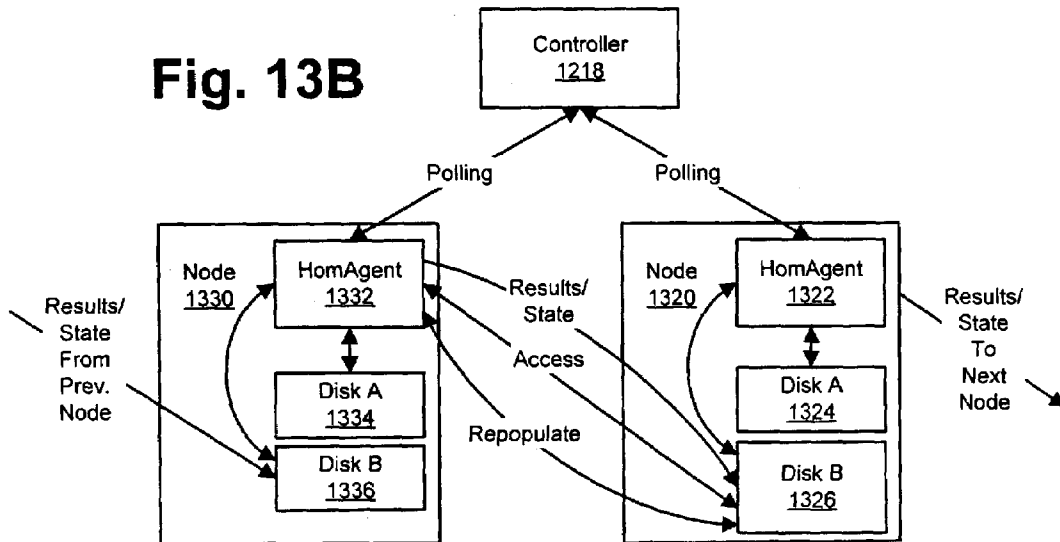 Fig. 13B
Controller
1218
Polling
Polling
Node
1330
HomAgent
1332
Results/
State
From
Prev.
Node
Disk A
1334
Disk B
1336
Results/
State
Access
Repopulate
Node
1320
HomAgent
1322
Disk A
1324
Disk B
1326
Results/
State
To
Next
Node